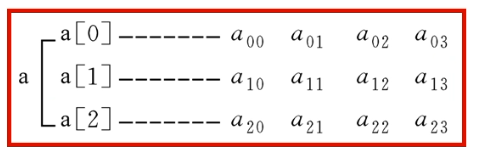 a[0] ------- a₀₀ a₀₁ a₀₂ a₀₃
a a[1] ------- a₁₀ a₁₁ a₁₂ a₁₃
a[2] ------- a₂₀ a₂₁ a₂₂ a₂₃